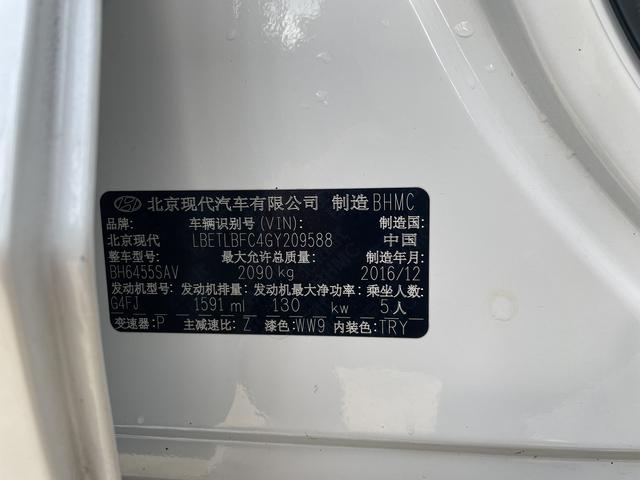 北京现代汽车有限公司 制造 BHMC
品牌: 车辆识别号 (VIN): 制造国:
北京现代 LBETLBFC4GY209588 中国
整车型号: 最大允许总质量: 制造年月:
BH6455SAV 2090 kg 2016/12
发动机型号: 发动机排量: 发动机最大净功率: 乘坐人数:
G4FJ 1591 ml 130 kw 5人
变速器: P 主减速比: Z 漆色: WW9 内装色: TRY